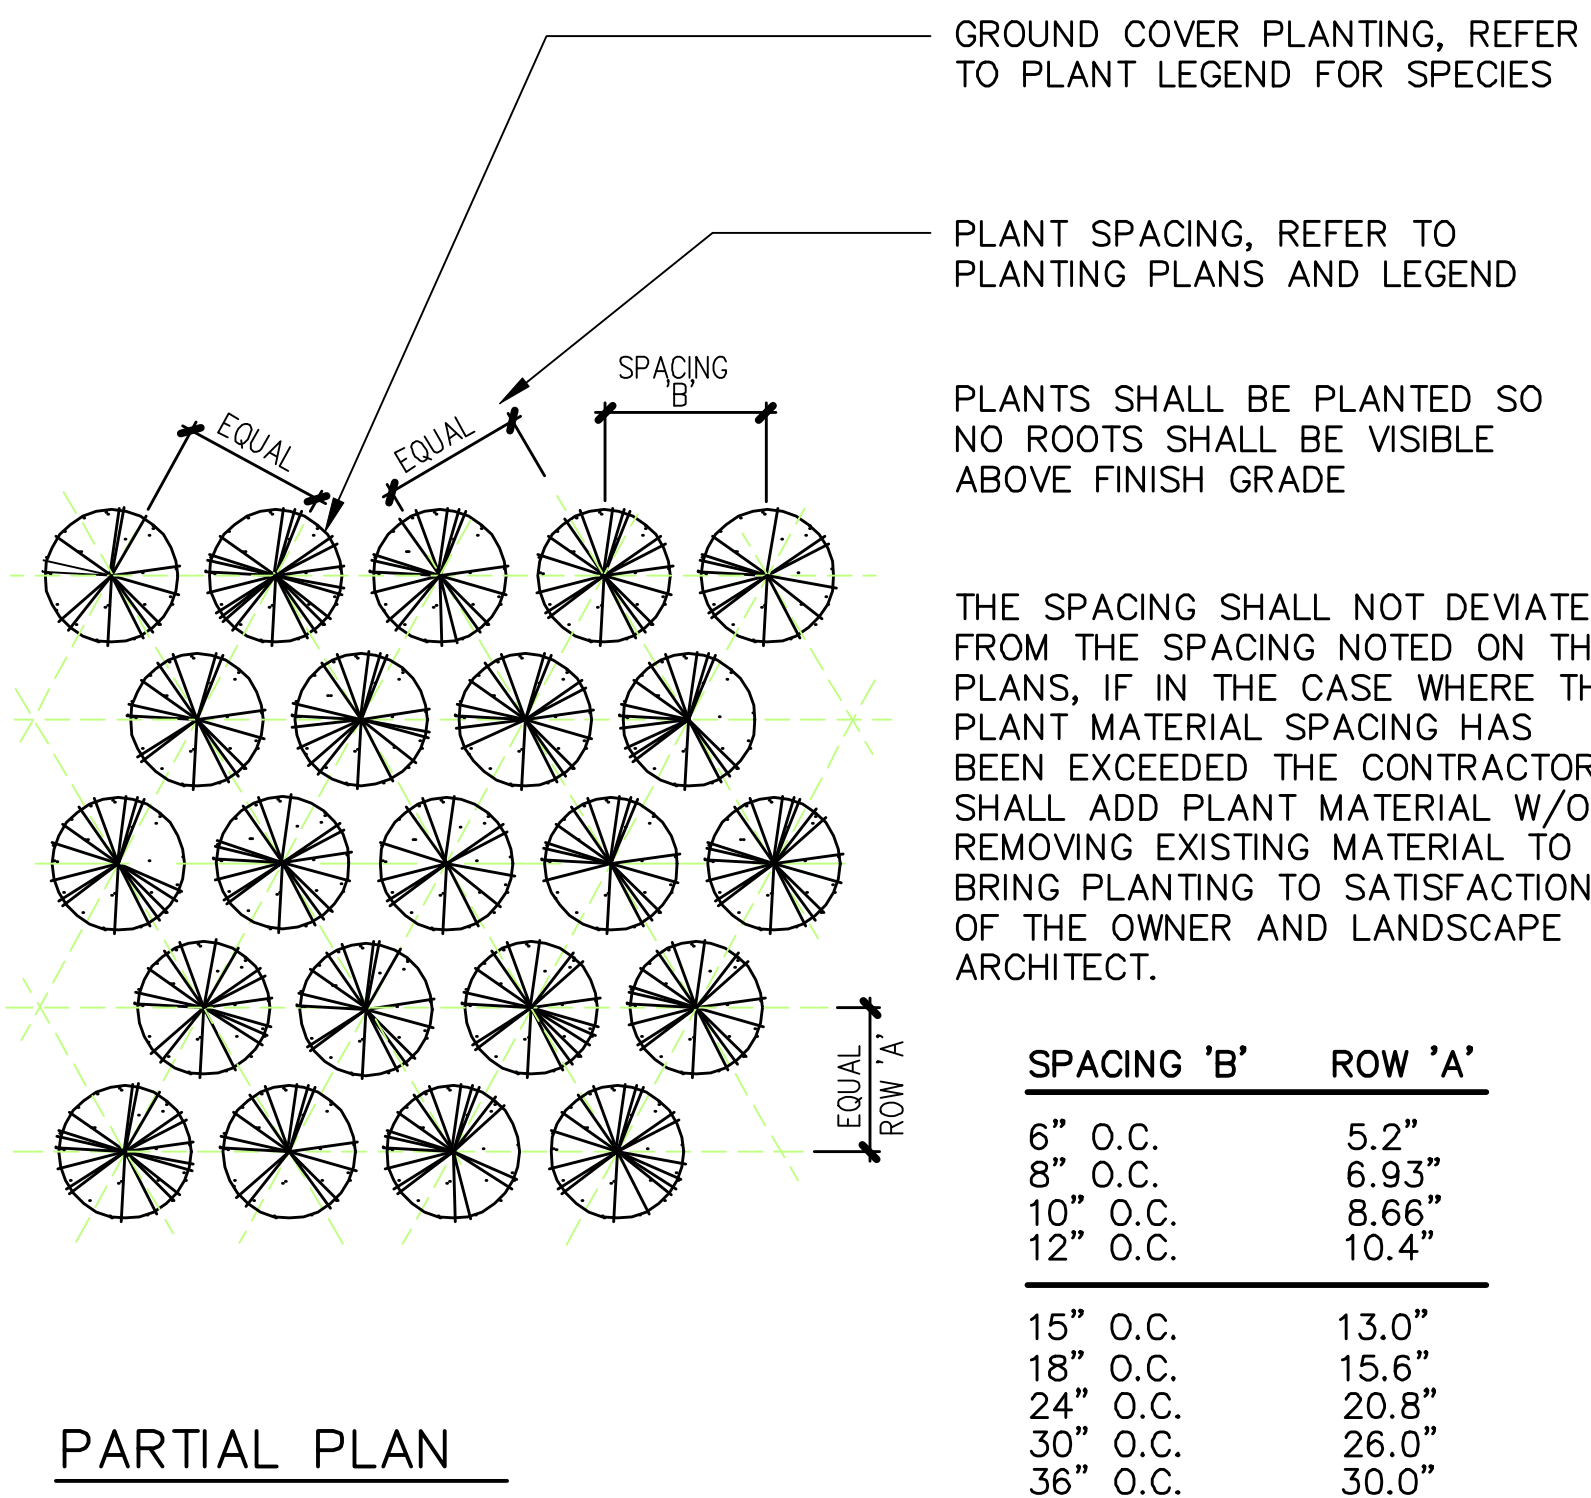 GROUND COVER PLANTING, REFER
TO PLANT LEGEND FOR SPECIES
PLANT SPACING, REFER TO
PLANTING PLANS AND LEGEND
SPACING
'B'
EQUAL
EQUAL
PLANTS SHALL BE PLANTED SO
NO ROOTS SHALL BE VISIBLE
ABOVE FINISH GRADE
THE SPACING SHALL NOT DEVIATE
FROM THE SPACING NOTED ON TH
PLANS, IF IN THE CASE WHERE TH
PLANT MATERIAL SPACING HAS
BEEN EXCEEDED THE CONTRACTOR
SHALL ADD PLANT MATERIAL W/O
REMOVING EXISTING MATERIAL TO
BRING PLANTING TO SATISFACTION
OF THE OWNER AND LANDSCAPE
ARCHITECT.
EQUAL
ROW 'A'
SPACING 'B' ROW 'A'
6" O.C. 5.2"
8" O.C. 6.93"
10" O.C. 8.66"
12" O.C. 10.4"
15" O.C. 13.0"
18" O.C. 15.6"
24" O.C. 20.8"
30" O.C. 26.0"
36" O.C. 30.0"
PARTIAL PLAN